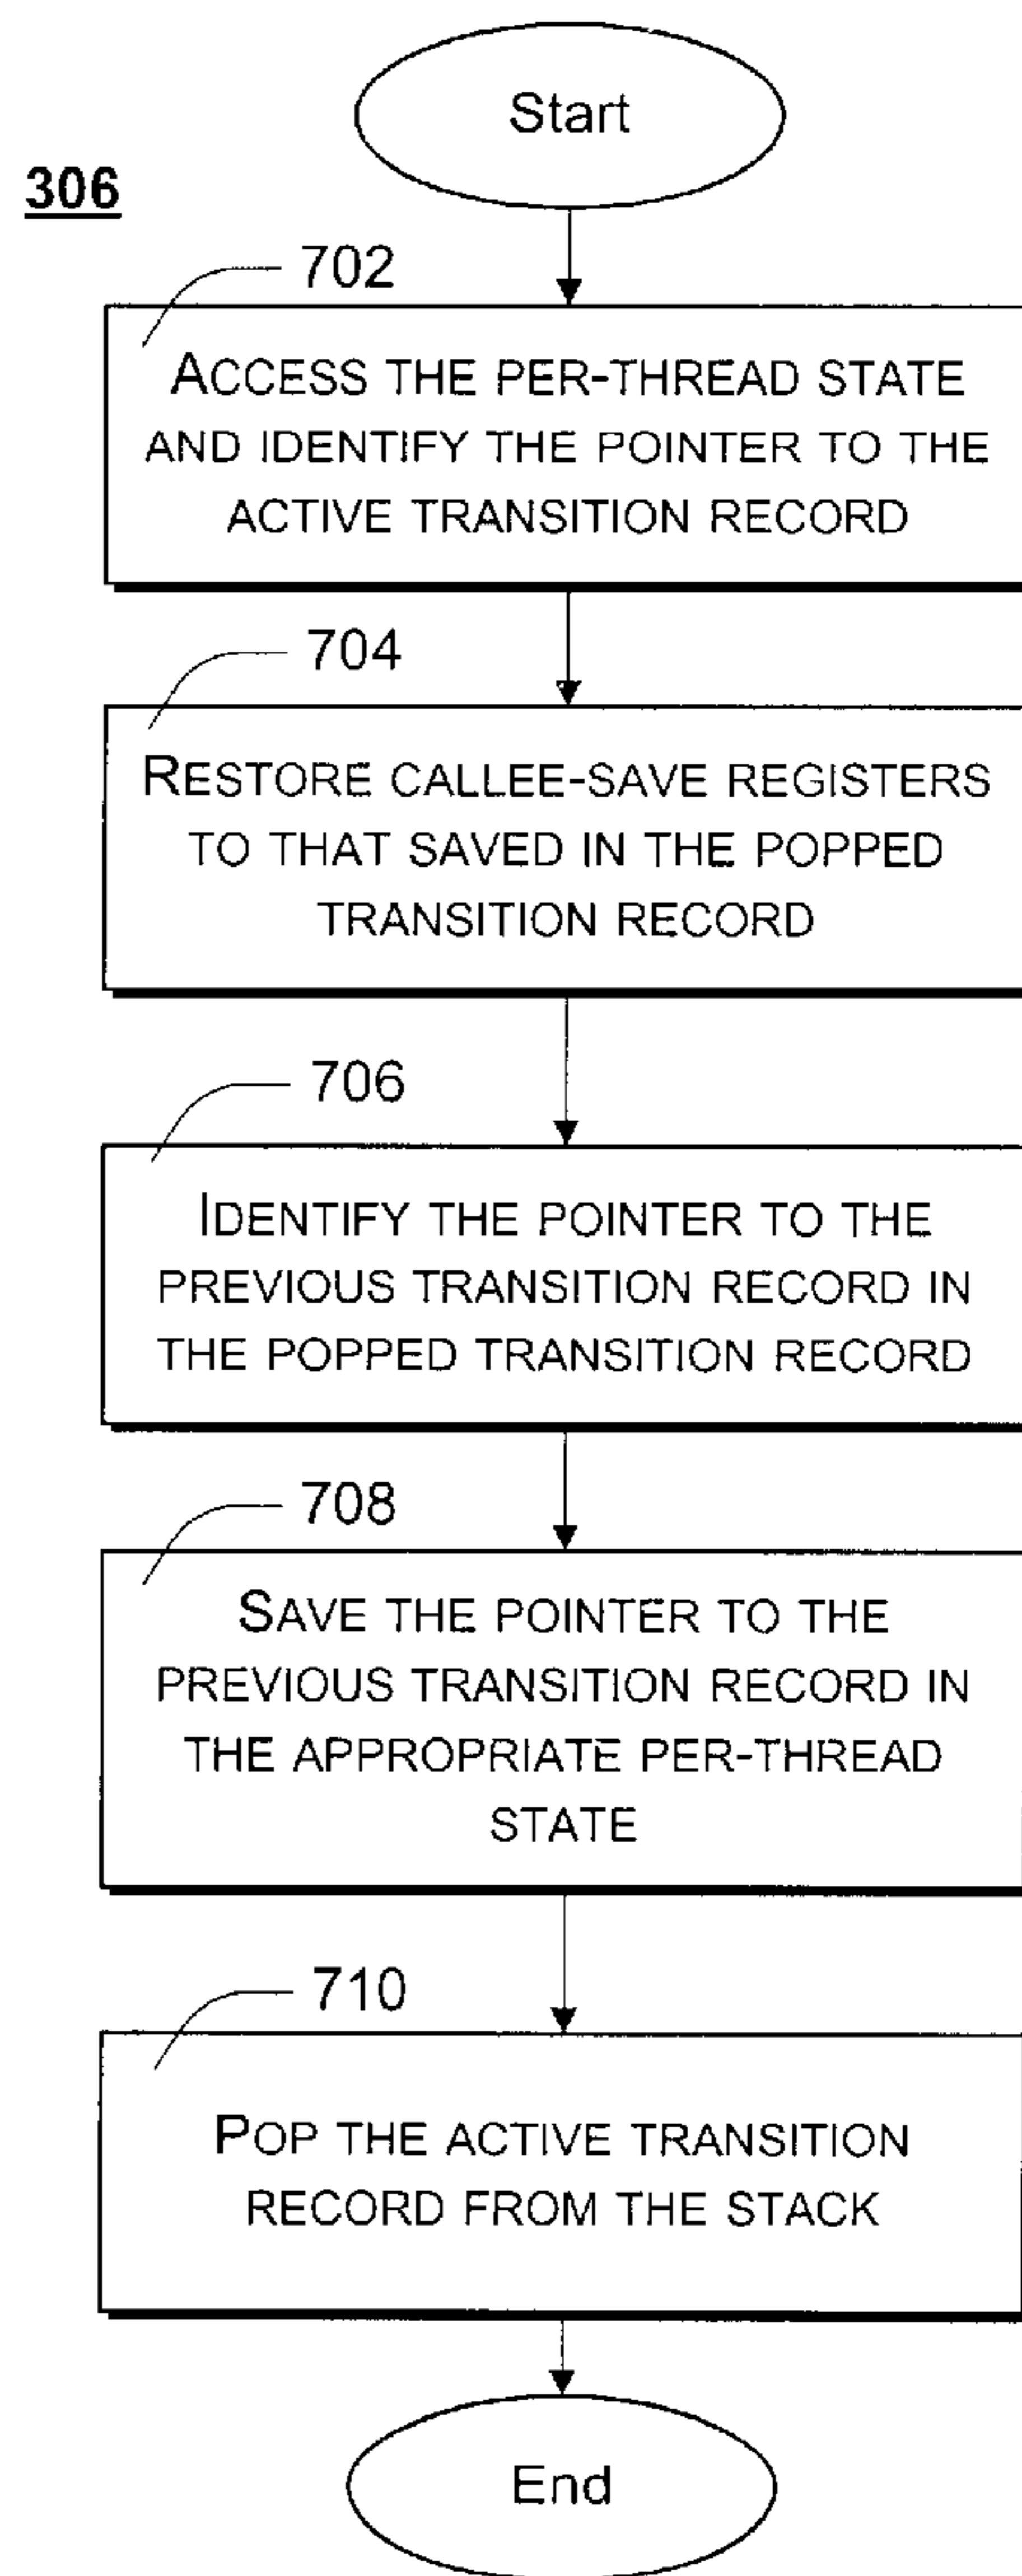 Start
306
702
ACCESS THE PER-THREAD STATE
AND IDENTIFY THE POINTER TO THE
ACTIVE TRANSITION RECORD
704
RESTORE CALLEE-SAVE REGISTERS
TO THAT SAVED IN THE POPPED
TRANSITION RECORD
706
IDENTIFY THE POINTER TO THE
PREVIOUS TRANSITION RECORD IN
THE POPPED TRANSITION RECORD
708
SAVE THE POINTER TO THE
PREVIOUS TRANSITION RECORD IN
THE APPROPRIATE PER-THREAD
STATE
710
POP THE ACTIVE TRANSITION
RECORD FROM THE STACK
End